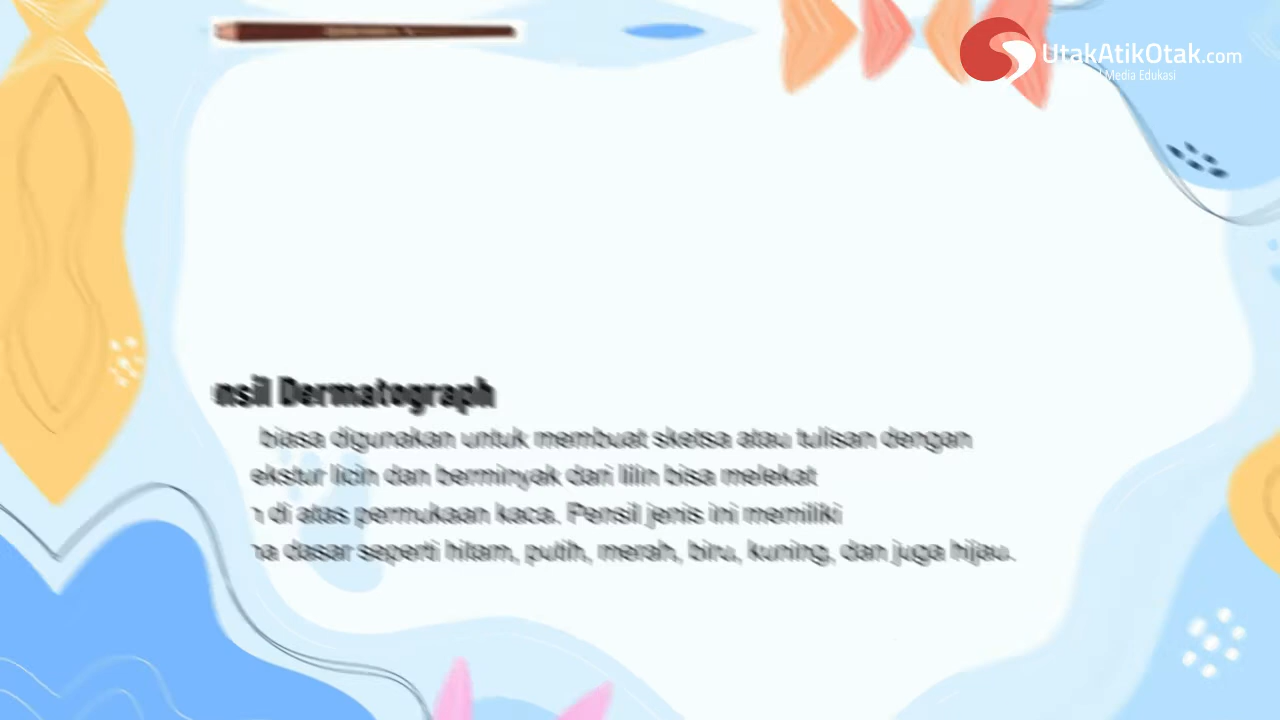 UtakAtikOtak.com
Media Edukasi
nsil Dermatograph
biasa digunakan untuk membuat sketsa atau tulisan dengan
ekstur licin dan berminyak dari lilin bisa melekat
di atas permukaan kaca. Pensil jenis ini memiliki
na dasar seperti hitam, putih, merah, biru, kuning, dan juga hijau.